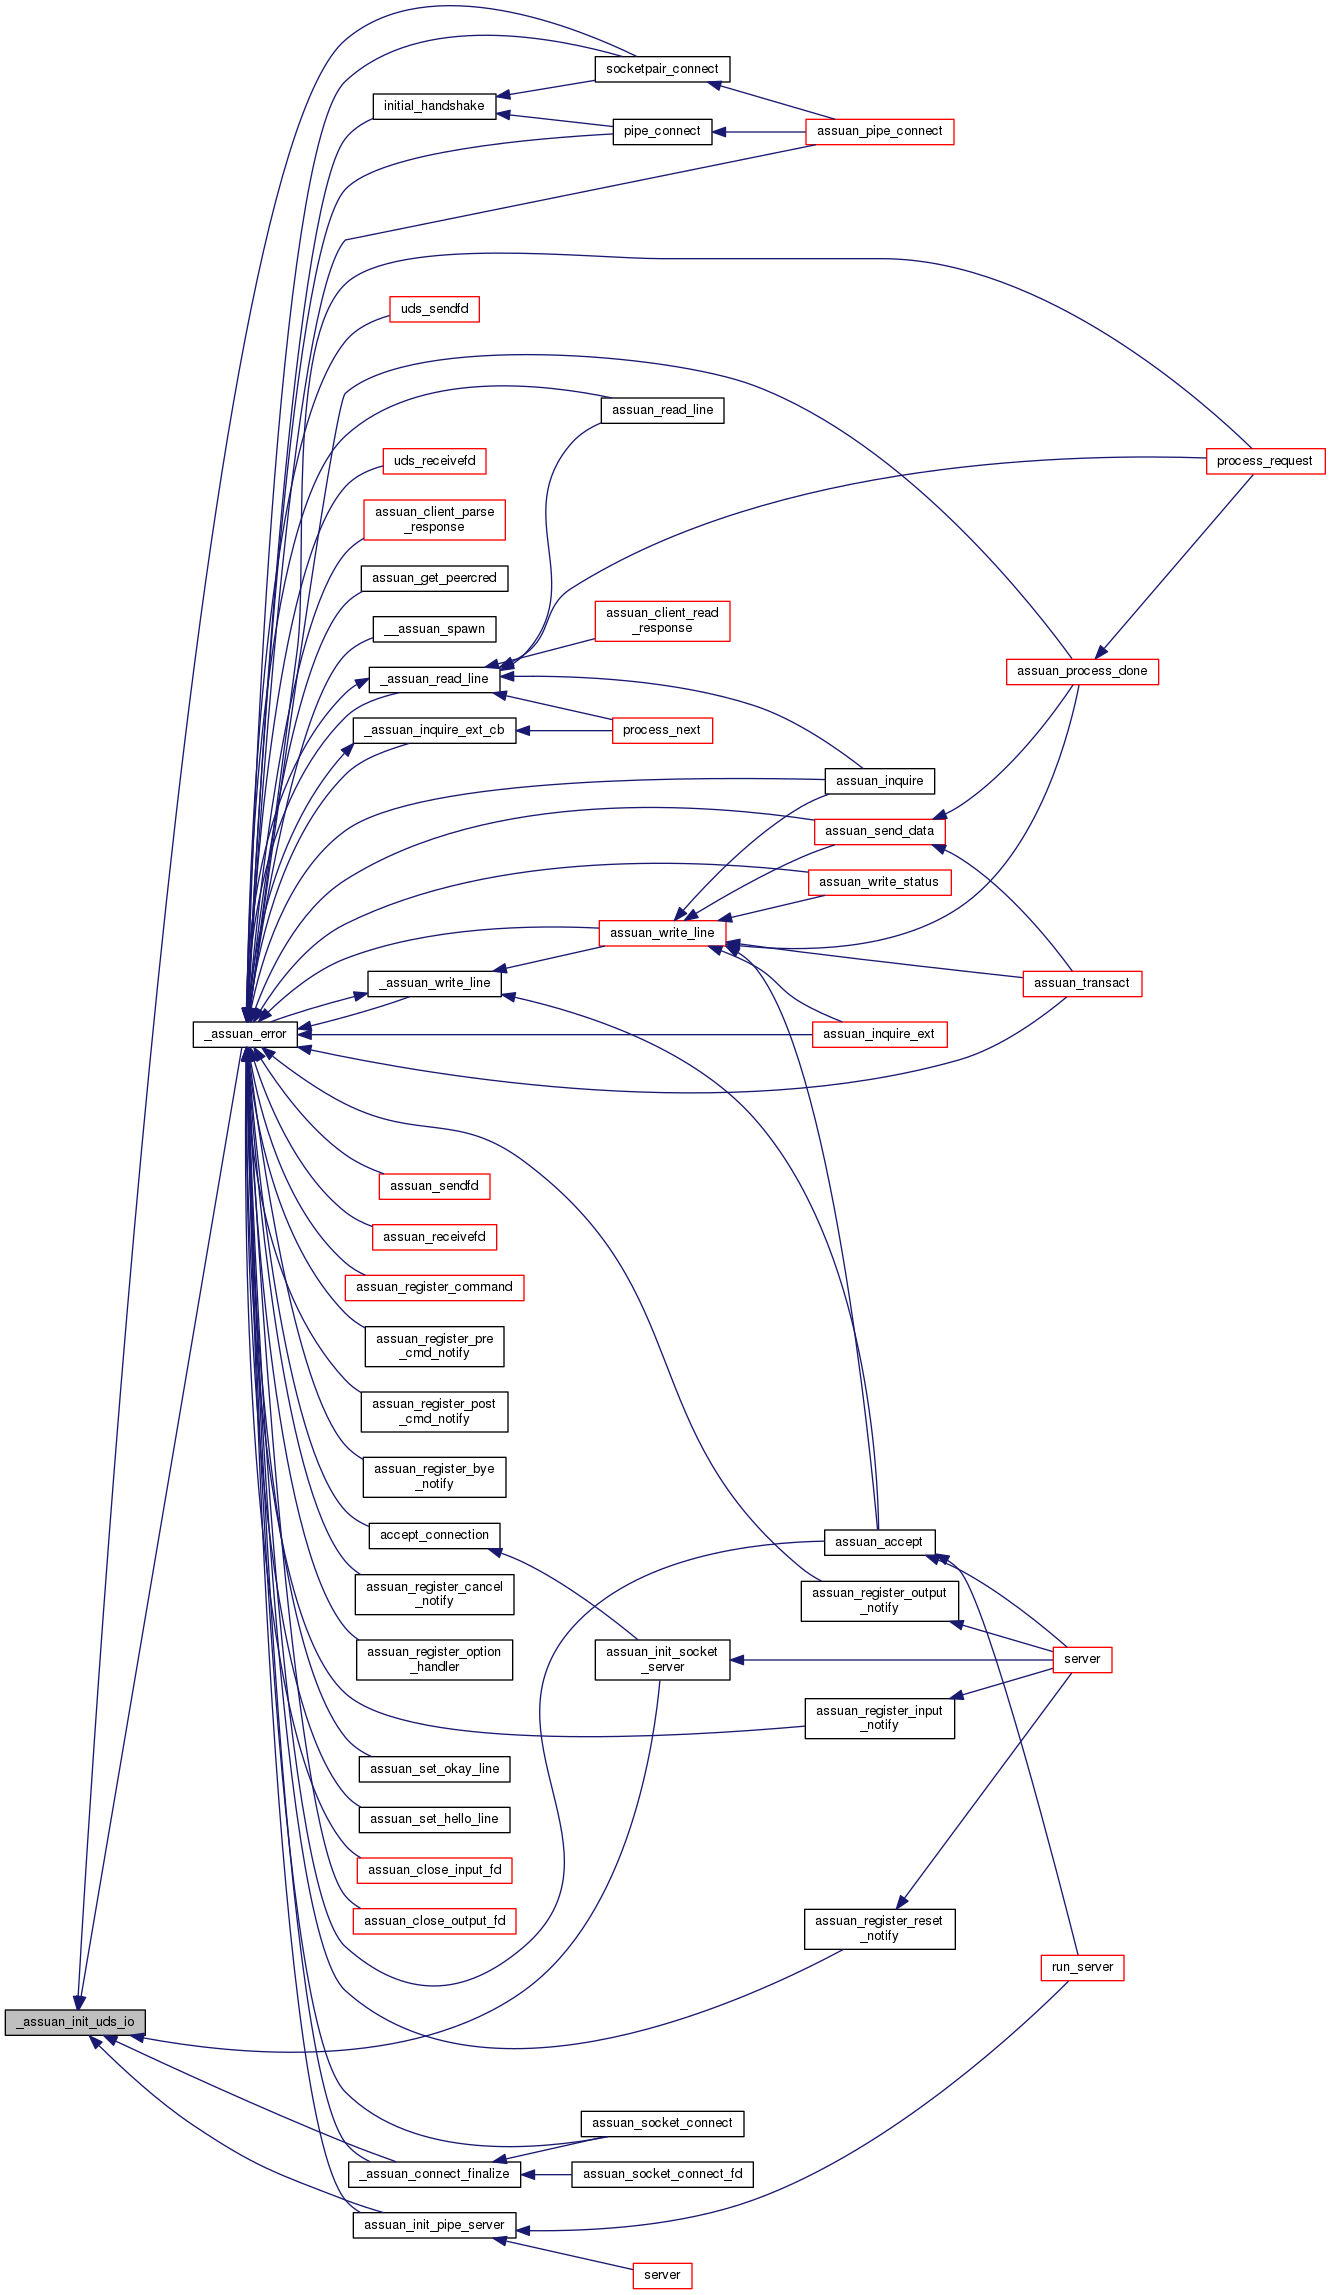 socketpair_connect
initial_handshake
pipe_connect
assuan_pipe_connect
uds_sendfd
assuan_read_line
uds_receivefd
process_request
assuan_client_parse
_response
assuan_get_peercred
__assuan_spawn
assuan_client_read
_response
_assuan_read_line
assuan_process_done
_assuan_inquire_ext_cb
process_next
assuan_inquire
assuan_send_data
assuan_write_status
assuan_write_line
_assuan_write_line
assuan_transact
_assuan_error
assuan_inquire_ext
assuan_sendfd
assuan_receivefd
assuan_register_command
assuan_register_pre
_cmd_notify
assuan_register_post
_cmd_notify
assuan_register_bye
_notify
accept_connection
assuan_accept
assuan_register_cancel
_notify
assuan_register_output
_notify
assuan_register_option
_handler
assuan_init_socket
_server
server
assuan_register_input
_notify
assuan_set_okay_line
assuan_set_hello_line
assuan_close_input_fd
assuan_close_output_fd
assuan_register_reset
_notify
run_server
_assuan_init_uds_io
assuan_socket_connect
_assuan_connect_finalize
assuan_socket_connect_fd
assuan_init_pipe_server
server